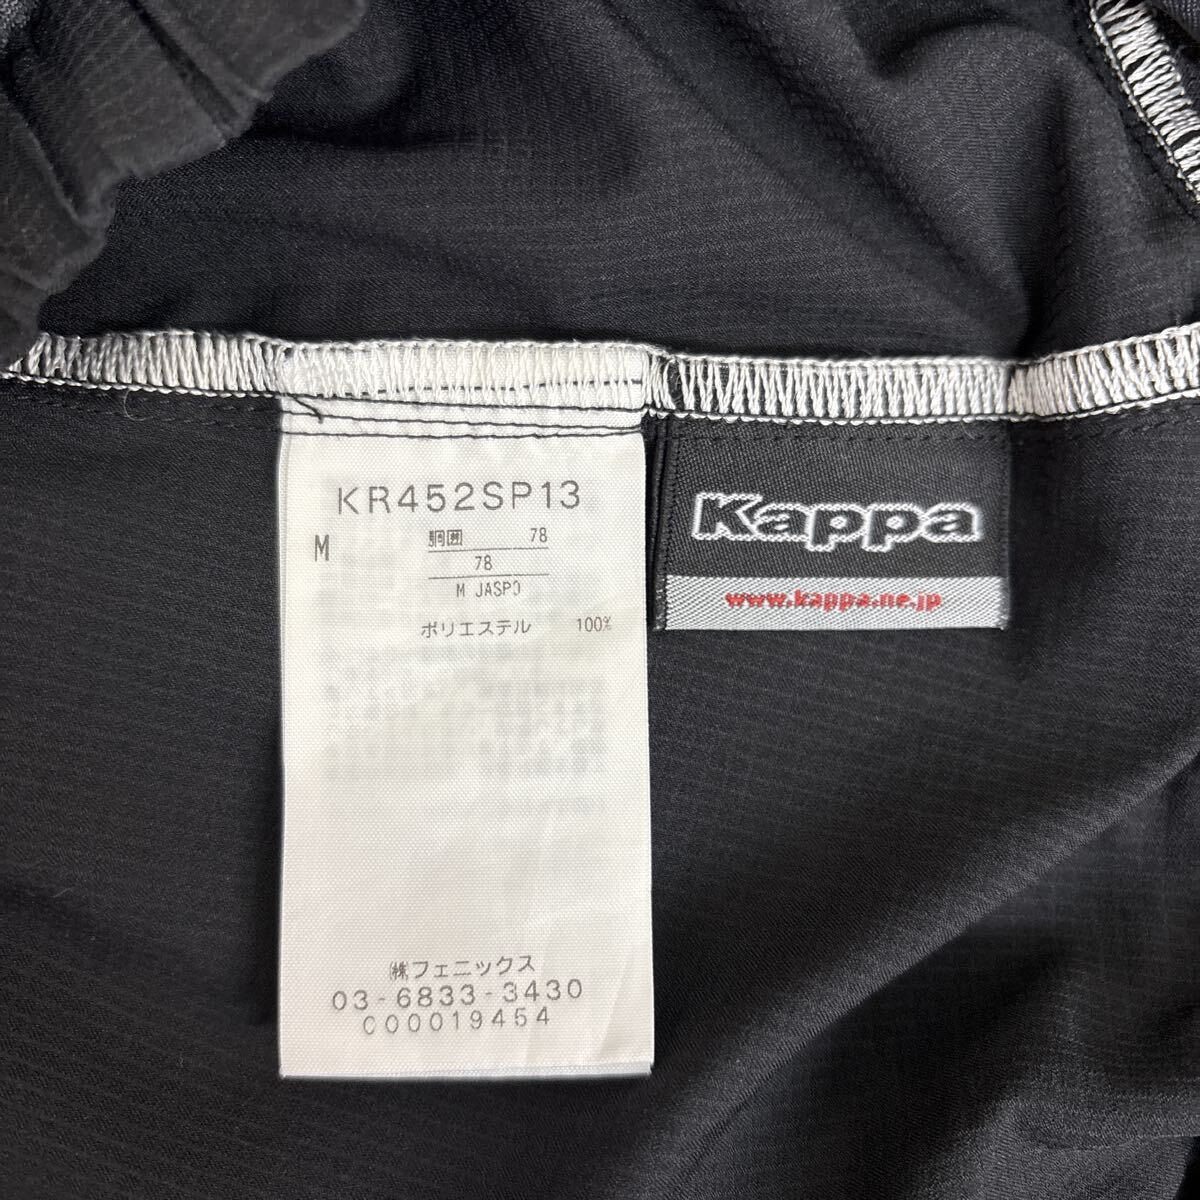 KR452SP13
M
胴囲 78
78
M JASPO
ポリエステル 100%
㈱フェニックス
03-6833-3430
C00019454
Kappa
www.kappa.ne.jp